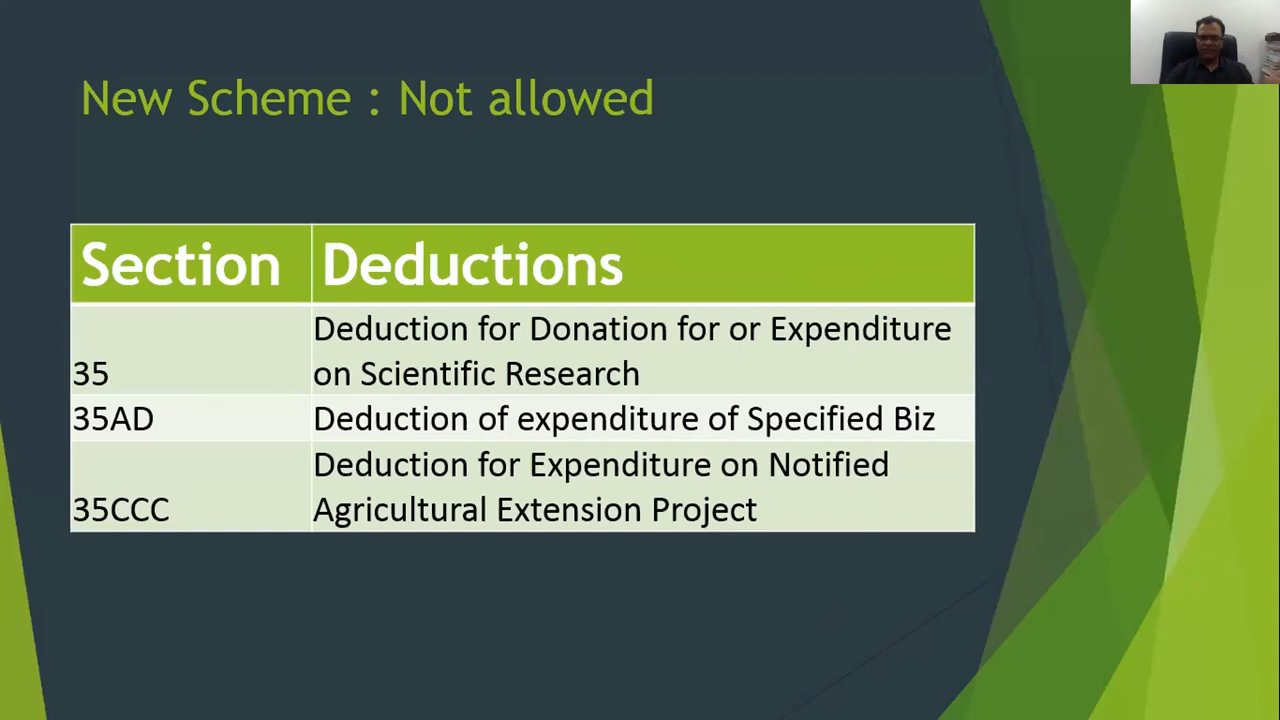 New Scheme : Not allowed
Section Deductions
Deduction for Donation for or Expenditure
35 on Scientific Research
35AD Deduction of expenditure of Specified Biz
Deduction for Expenditure on Notified
35CCC Agricultural Extension Project